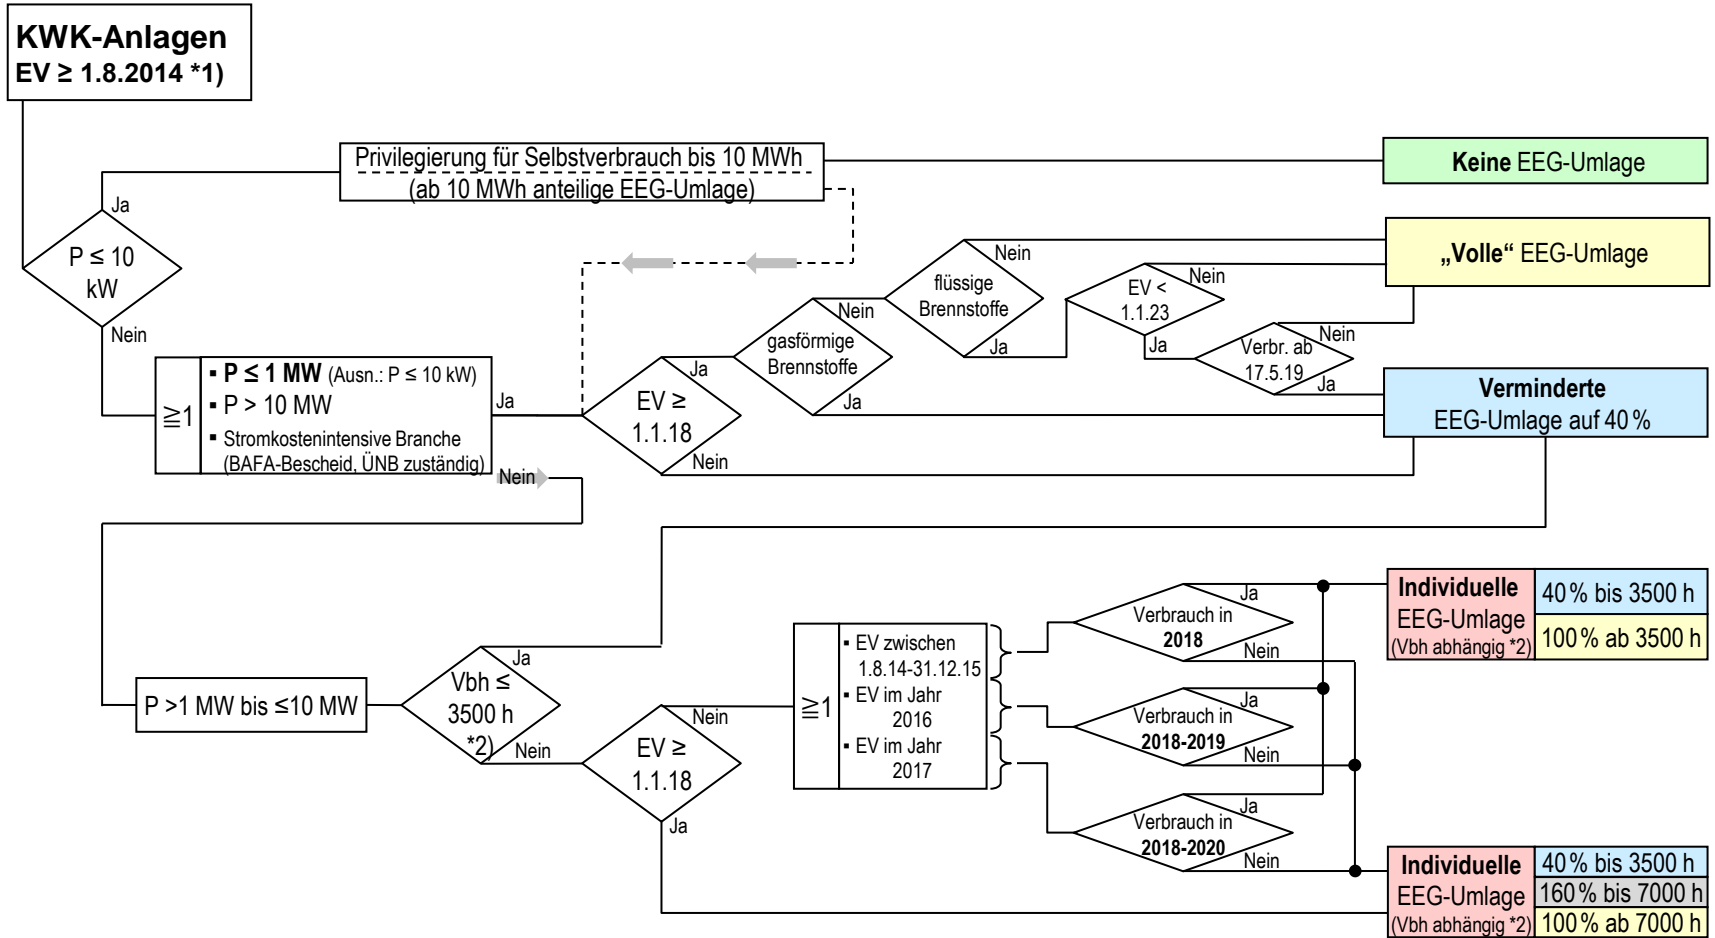 KWK-Anlagen
EV ≥ 1.8.2014 *1)
Privilegierung für Selbstverbrauch bis 10 MWh
(ab 10 MWh anteilige EEG-Umlage)
Keine EEG-Umlage
Ja
P ≤ 10
kW
Nein
„Volle“ EEG-Umlage
Nein
flüssige
Brennstoffe
Ja
Nein
EV <
1.1.23
Ja
Nein
gasförmige
Brennstoffe
Ja
Nein
Verbr. ab
17.5.19
Ja
≧1
▪ P ≤ 1 MW (Ausn.: P ≤ 10 kW)
▪ P > 10 MW
▪ Stromkostenintensive Branche
(BAFA-Bescheid, ÜNB zuständig)
Ja
Nein
Ja
EV ≥
1.1.18
Nein
Verminderte
EEG-Umlage auf 40 %
P >1 MW bis ≤10 MW
Ja
Vbh ≤
3500 h
*2)
Nein
Nein
EV ≥
1.1.18
Ja
≧1
▪ EV zwischen
1.8.14-31.12.15
▪ EV im Jahr
2016
▪ EV im Jahr
2017
Ja
Verbrauch in
2018
Nein
Ja
Verbrauch in
2018-2019
Nein
Ja
Verbrauch in
2018-2020
Nein
Individuelle
EEG-Umlage
(Vbh abhängig *2)
40 % bis 3500 h
100 % ab 3500 h
Individuelle
EEG-Umlage
(Vbh abhängig *2)
40 % bis 3500 h
160 % bis 7000 h
100 % ab 7000 h